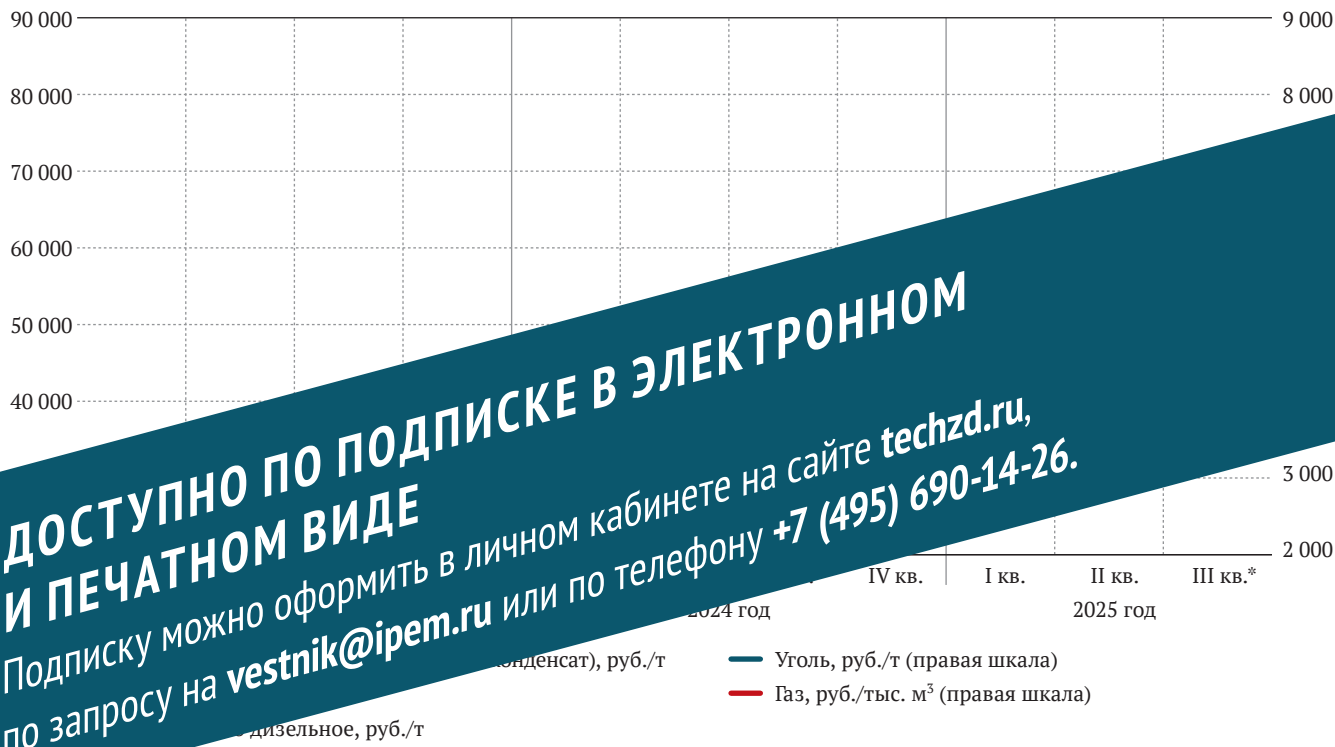 90 000
9 000
80 000
8 000
70 000
60 000
50 000
40 000
3 000
2 000
ДОСТУПНО ПО ПОДПИСКЕ В ЭЛЕКТРОННОМ
И ПЕЧАТНОМ ВИДЕ
Подписку можно оформить в личном кабинете на сайте techzd.ru,
по запросу на vestnik@ipem.ru или по телефону +7 (495) 690-14-26.
IV кв. I кв. II кв. III кв.*
2024 год 2025 год
руб./т
Уголь, руб./т (правая шкала)
Газ, руб./тыс. м³ (правая шкала)
дизельное, руб./т